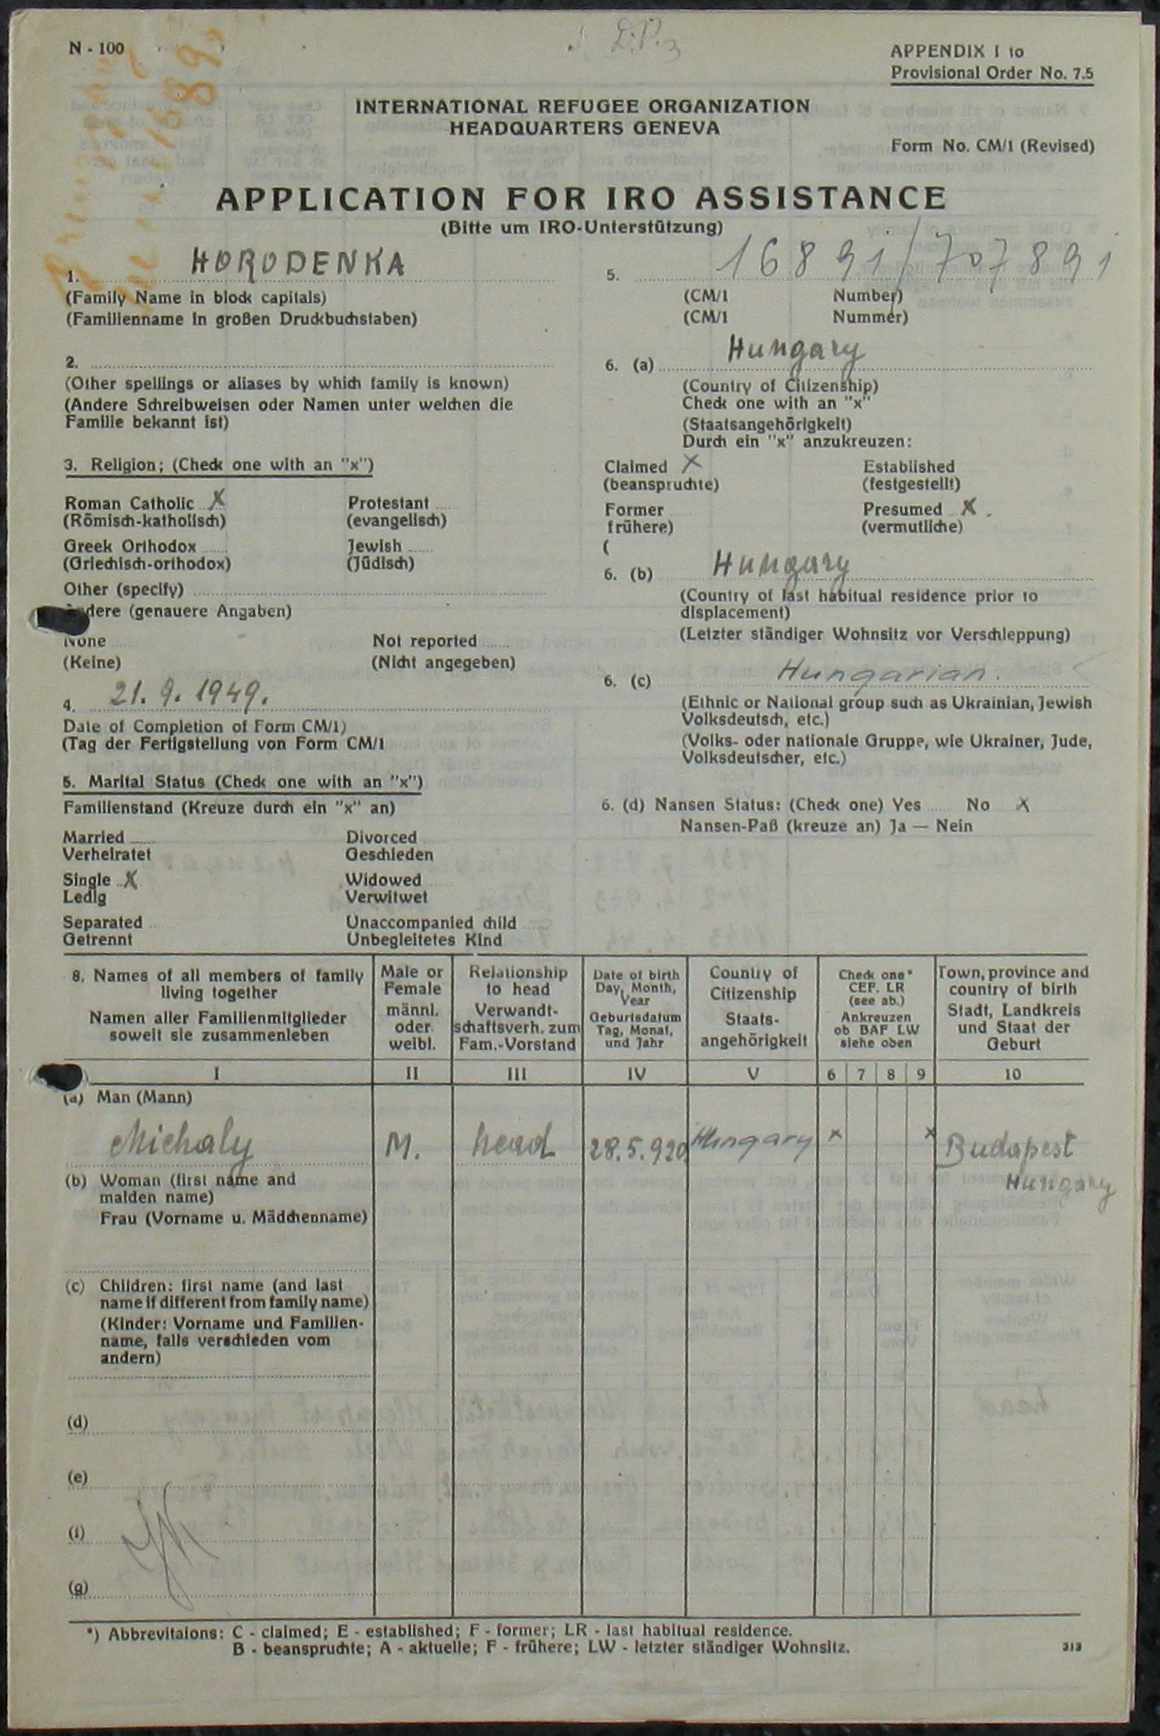 N - 100
D.P.
APPENDIX I to
Provisional Order No. 7.5
INTERNATIONAL REFUGEE ORGANIZATION
HEADQUARTERS GENEVA
Form No. CM/1 (Revised)
APPLICATION FOR IRO ASSISTANCE
(Bitte um IRO-Unterstützung)
1. HORODENKA
(Family Name in block capitals)
(Familienname in großen Druckbuchstaben)
5. 16891/707891
(CM/1 Number)
(CM/1 Nummer)
2.
(Other spellings or aliases by which family is known)
(Andere Schreibweisen oder Namen unter welchen die
Familie bekannt ist)
6. (a) Hungary
(Country of Citizenship)
Check one with an "x"
(Staatsangehörigkeit)
Durch ein "x" anzukreuzen:
3. Religion; (Check one with an "x")
Claimed X Established
(beanspruchte) (festgestellt)
Roman Catholic X Protestant
(Römisch-katholisch) (evangelisch)
Former Presumed X
frühere) (vermutliche)
(
Greek Orthodox Jewish
(Griechisch-orthodox) (Jüdisch)
Other (specify)
Andere (genauere Angaben)
6. (b) Hungary
(Country of last habitual residence prior to
displacement)
(Letzter ständiger Wohnsitz vor Verschleppung)
None Not reported
(Keine) (Nicht angegeben)
6. (c) Hungarian.
(Ethnic or National group such as Ukrainian, Jewish
Volksdeutsch, etc.)
(Volks- oder nationale Gruppe, wie Ukrainer, Jude,
Volksdeutscher, etc.)
4. 21. 9. 1949.
Date of Completion of Form CM/1)
(Tag der Fertigstellung von Form CM/1
5. Marital Status (Check one with an "x")
Familienstand (Kreuze durch ein "x" an)
6. (d) Nansen Status: (Check one) Yes No X
Nansen-Paß (kreuze an) Ja — Nein
Married Divorced
Verheiratet Geschieden
Single X Widowed
Ledig Verwitwet
Separated Unaccompanied child
Getrennt Unbegleitetes Kind
8. Names of all members of family
living together
Namen aller Familienmitglieder
soweit sie zusammenleben
Male or
Female
männl.
oder
weibl.
Relationship
to head
Verwandt-
schaftsverh. zum
Fam.-Vorstand
Date of birth
Day, Month,
Year
Geburtsdatum
Tag, Monat,
und Jahr
Country of
Citizenship
Staats-
angehörigkeit
Check one*
CEF. LR
(see ab.)
Ankreuzen
ob BAF LW
siehe oben
Town, province and
country of birth
Stadt, Landkreis
und Staat der
Geburt
I II III IV V 6 7 8 9 10
(a) Man (Mann)
Michaly M. head 28.5.920 Hungary x x Budapest
Hungary
(b) Woman (first name and
maiden name)
Frau (Vorname u. Mädchenname)
(c) Children: first name (and last
name if different from family name)
(Kinder: Vorname und Familien-
name, falls verschieden vom
andern)
(d)
(e)
(i)
(g)
*) Abbrevitaions: C - claimed; E - established; F - former; LR - last habitual residence.
B - beanspruchte; A - aktuelle; F - frühere; LW - letzter ständiger Wohnsitz.
313